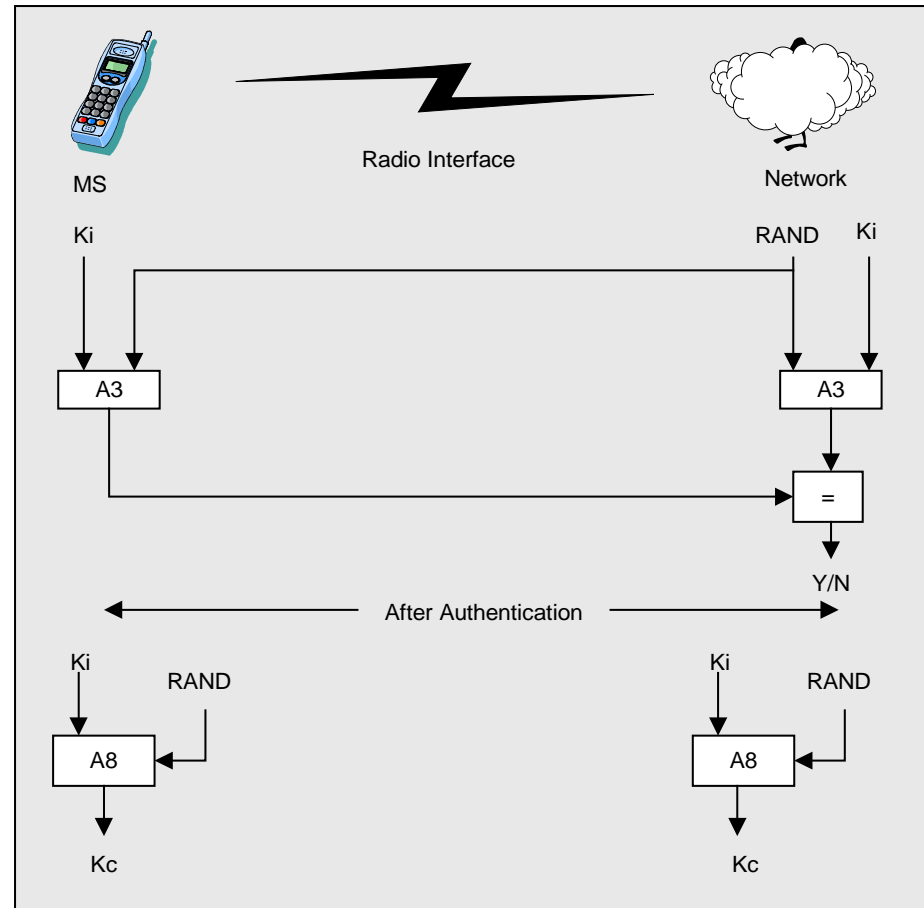 Radio Interface
MS
Network
Ki
RAND
Ki
A3
A3
=
Y/N
After Authentication
Ki
RAND
Ki
RAND
A8
A8
Kc
Kc